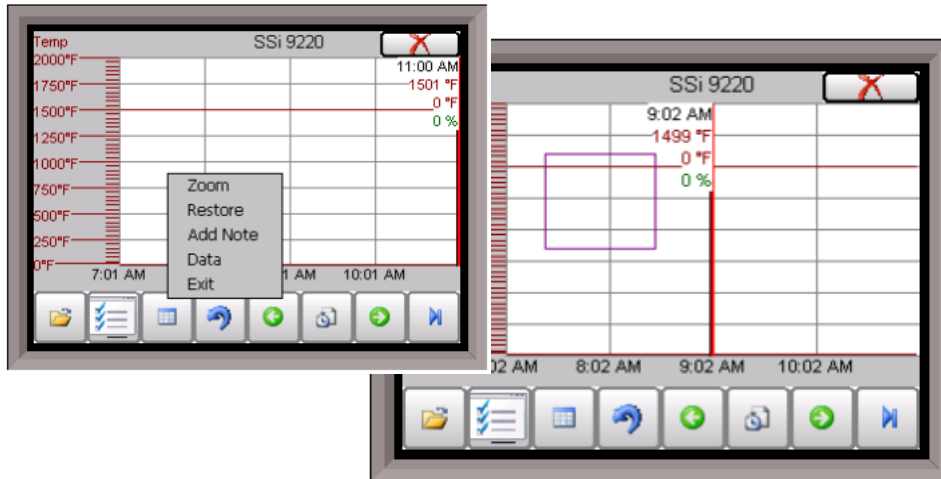 Temp
SSi 9220
2000°F
11:00 AM
1750°F
1501 °F
1500°F
0 °F
0 %
1250°F
1000°F
750°F
500°F
250°F
0°F
Zoom
Restore
Add Note
Data
Exit
7:01 AM
1 AM
10:01 AM
SSi 9220
9:02 AM
1499 °F
0 °F
0 %
02 AM
8:02 AM
9:02 AM
10:02 AM